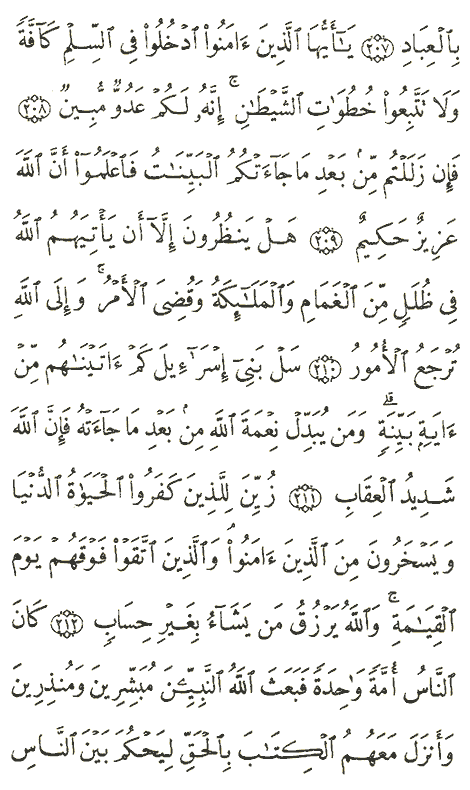 بِٱلۡعِبَادِ ٢٠٧ يَٰٓأَيُّهَا ٱلَّذِينَ ءَامَنُواْ ٱدۡخُلُواْ فِي ٱلسِّلۡمِ كَآفَّةٗ
وَلَا تَتَّبِعُواْ خُطُوَٰتِ ٱلشَّيۡطَٰنِۚ إِنَّهُۥ لَكُمۡ عَدُوّٞ مُّبِينٞ ٢٠٨
فَإِن زَلَلۡتُم مِّنۢ بَعۡدِ مَا جَآءَتۡكُمُ ٱلۡبَيِّنَٰتُ فَٱعۡلَمُوٓاْ أَنَّ ٱللَّهَ
عَزِيزٌ حَكِيمٌ ٢٠٩ هَلۡ يَنظُرُونَ إِلَّآ أَن يَأۡتِيَهُمُ ٱللَّهُ
فِي ظُلَلٖ مِّنَ ٱلۡغَمَامِ وَٱلۡمَلَٰٓئِكَةُ وَقُضِيَ ٱلۡأَمۡرُۚ وَإِلَى ٱللَّهِ
تُرۡجَعُ ٱلۡأُمُورُ ٢١٠ سَلۡ بَنِيٓ إِسۡرَٰٓءِيلَ كَمۡ ءَاتَيۡنَٰهُم مِّنۡ
ءَايَةِۭ بَيِّنَةٖۗ وَمَن يُبَدِّلۡ نِعۡمَةَ ٱللَّهِ مِنۢ بَعۡدِ مَا جَآءَتۡهُ فَإِنَّ ٱللَّهَ
شَدِيدُ ٱلۡعِقَابِ ٢١١ زُيِّنَ لِلَّذِينَ كَفَرُواْ ٱلۡحَيَوٰةُ ٱلدُّنۡيَا
وَيَسۡخَرُونَ مِنَ ٱلَّذِينَ ءَامَنُواْۘ وَٱلَّذِينَ ٱتَّقَوۡاْ فَوۡقَهُمۡ يَوۡمَ
ٱلۡقِيَٰمَةِۗ وَٱللَّهُ يَرۡزُقُ مَن يَشَآءُ بِغَيۡرِ حِسَابٖ ٢١٢ كَانَ
ٱلنَّاسُ أُمَّةٗ وَٰحِدَةٗ فَبَعَثَ ٱللَّهُ ٱلنَّبِيِّـۧنَ مُبَشِّرِينَ وَمُنذِرِينَ
وَأَنزَلَ مَعَهُمُ ٱلۡكِتَٰبَ بِٱلۡحَقِّ لِيَحۡكُمَ بَيۡنَ ٱلنَّاسِ